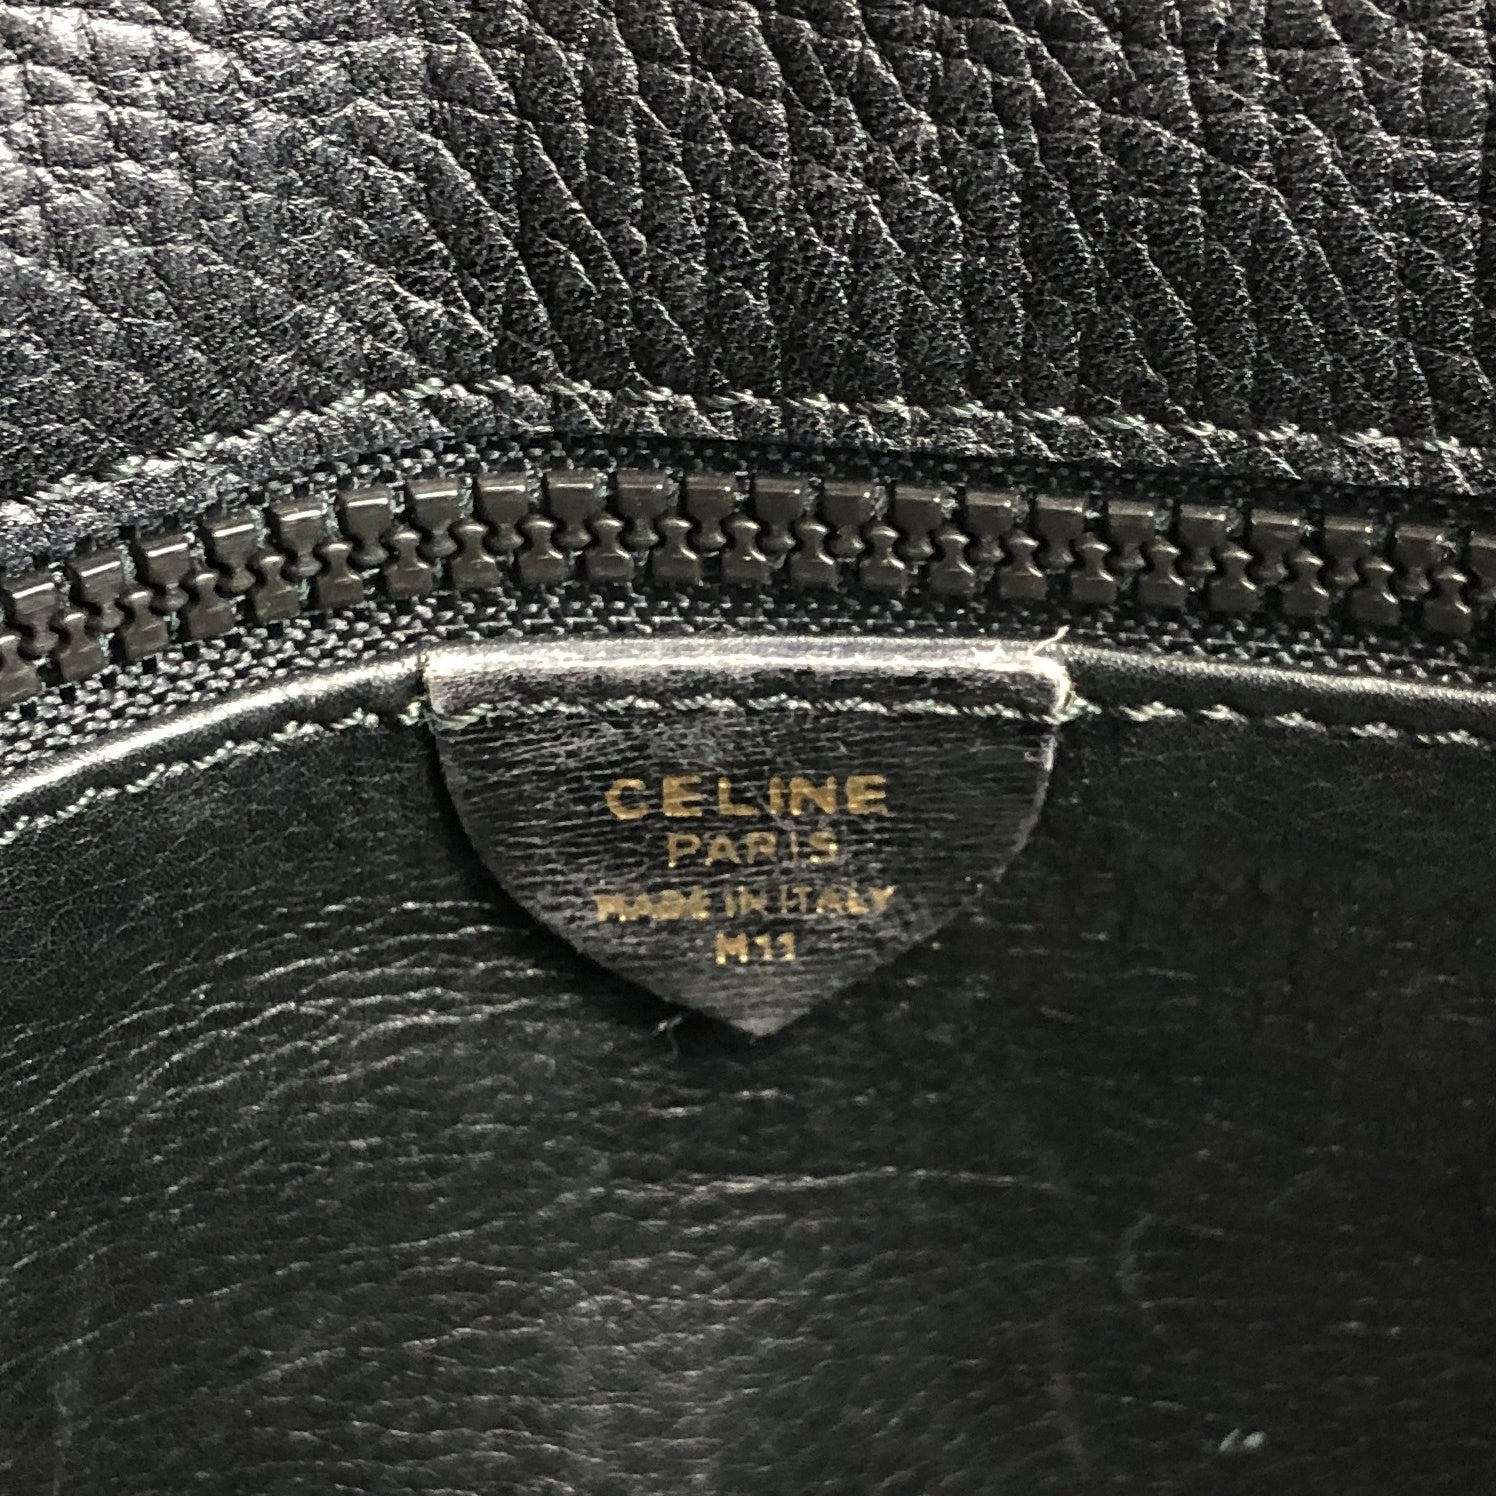 CELINE
PARIS
MADE IN ITALY
M11